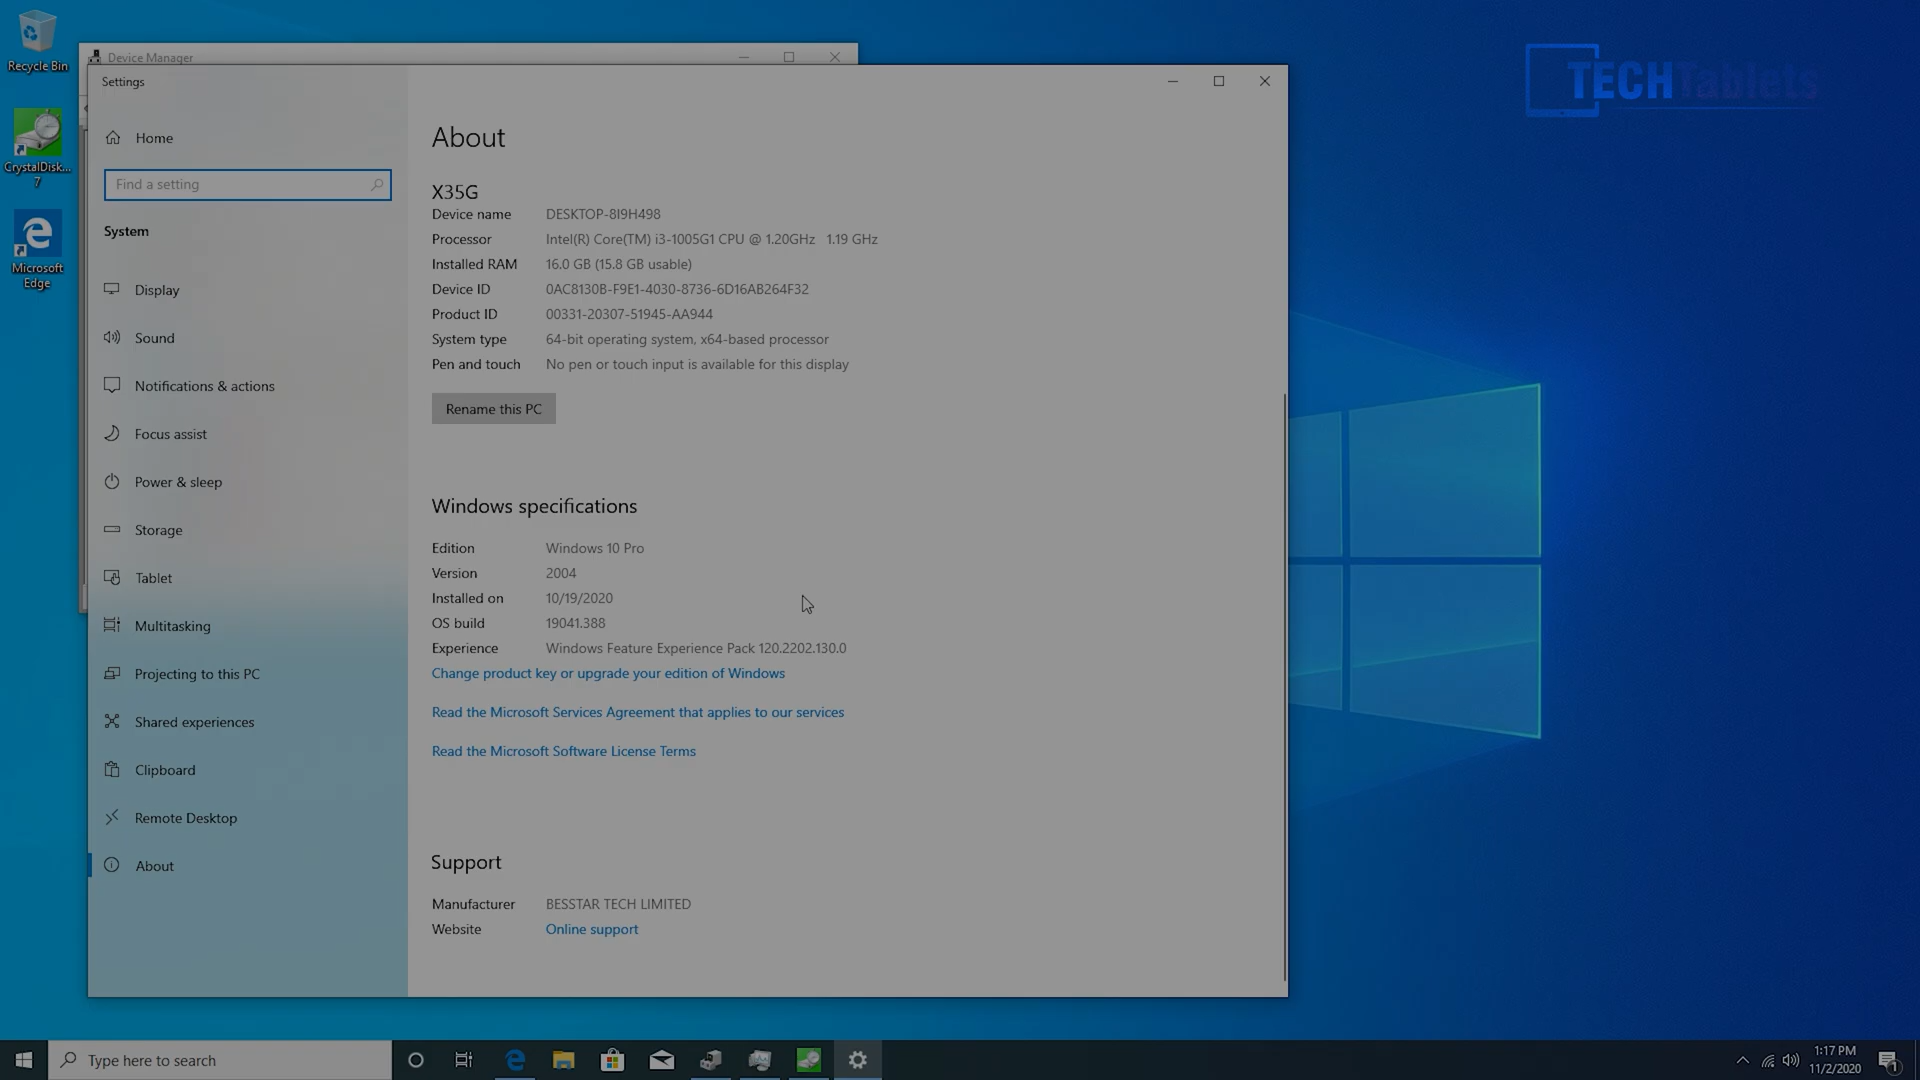 Recycle Bin
CrystalDisk...
7
Microsoft
Edge
Device Manager
Settings
Home
Find a setting
System
Display
Sound
Notifications & actions
Focus assist
Power & sleep
Storage
Tablet
Multitasking
Projecting to this PC
Shared experiences
Clipboard
Remote Desktop
About
About
X35G
Device name DESKTOP-8I9H498
Processor Intel(R) Core(TM) i3-1005G1 CPU @ 1.20GHz 1.19 GHz
Installed RAM 16.0 GB (15.8 GB usable)
Device ID 0AC8130B-F9E1-4030-8736-6D16AB264F32
Product ID 00331-20307-51945-AA944
System type 64-bit operating system, x64-based processor
Pen and touch No pen or touch input is available for this display
Rename this PC
Windows specifications
Edition Windows 10 Pro
Version 2004
Installed on 10/19/2020
OS build 19041.388
Experience Windows Feature Experience Pack 120.2202.130.0
Change product key or upgrade your edition of Windows
Read the Microsoft Services Agreement that applies to our services
Read the Microsoft Software License Terms
Support
Manufacturer BESSTAR TECH LIMITED
Website Online support
TECHTablets
Type here to search
1:17 PM
11/2/2020
1